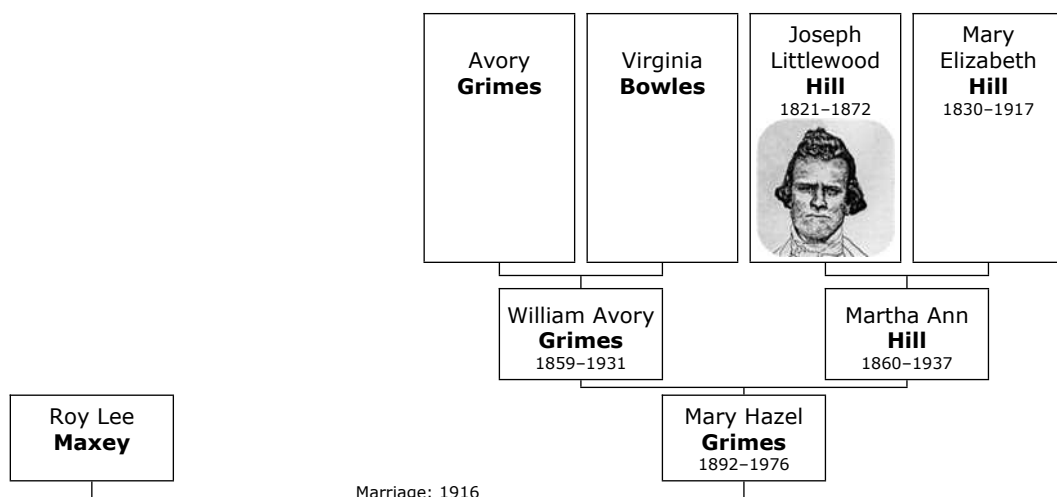 Avory
Grimes
Virginia
Bowles
Joseph
Littlewood
Hill
1821–1872
Mary
Elizabeth
Hill
1830–1917
William Avory
Grimes
1859–1931
Martha Ann
Hill
1860–1937
Roy Lee
Maxey
Mary Hazel
Grimes
1892–1976
Marriage: 1916